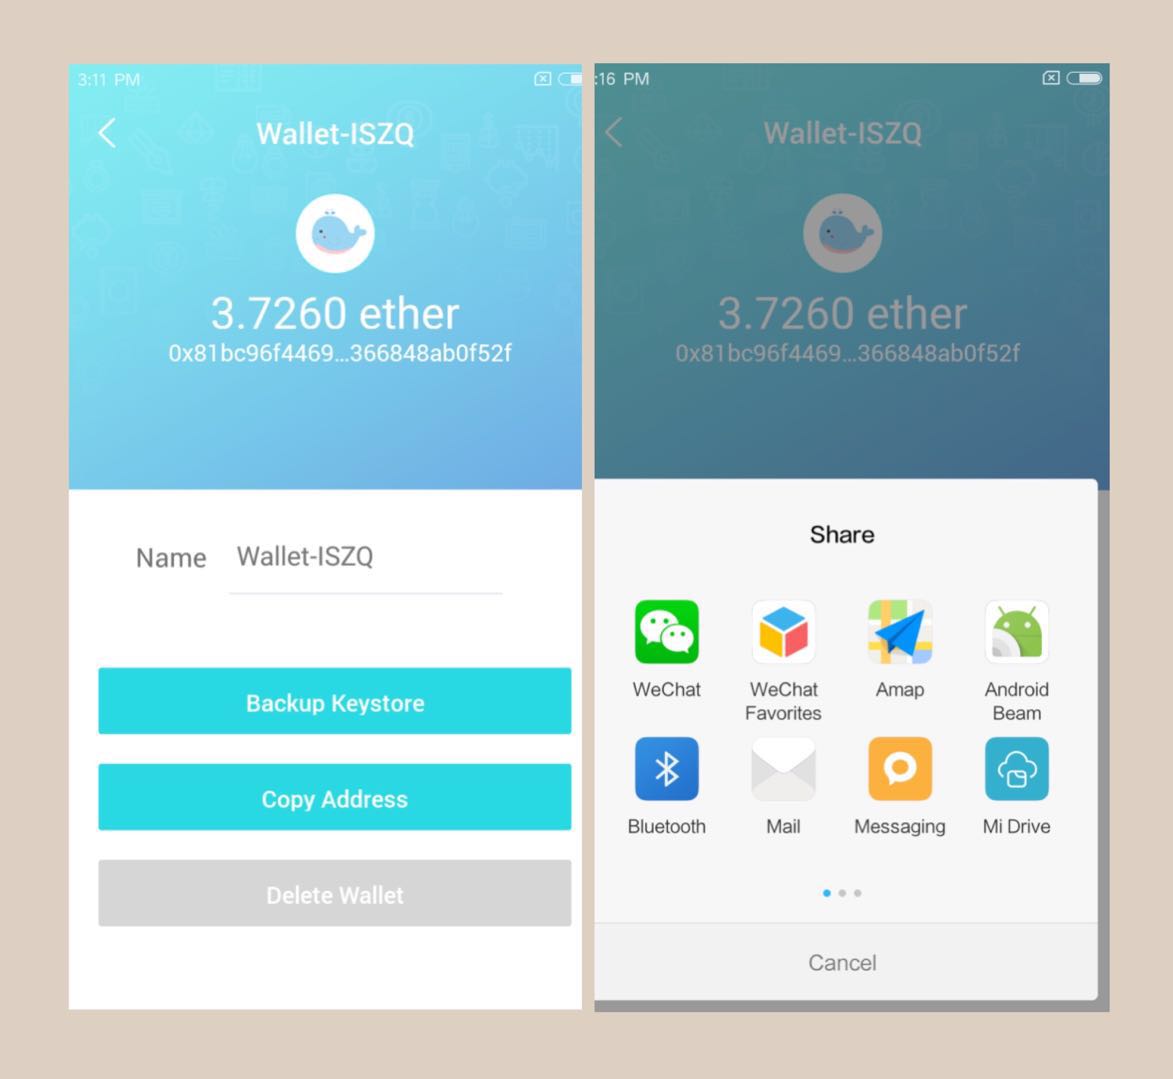 3:11 PM
Wallet-ISZQ
3.7260 ether
0x81bc96f4469...366848ab0f52f
Name Wallet-ISZQ
Backup Keystore
Copy Address
Delete Wallet
:16 PM
Wallet-ISZQ
3.7260 ether
0x81bc96f4469...366848ab0f52f
Share
WeChat
WeChat
Favorites
Amap
Android
Beam
Bluetooth
Mail
Messaging
Mi Drive
Cancel